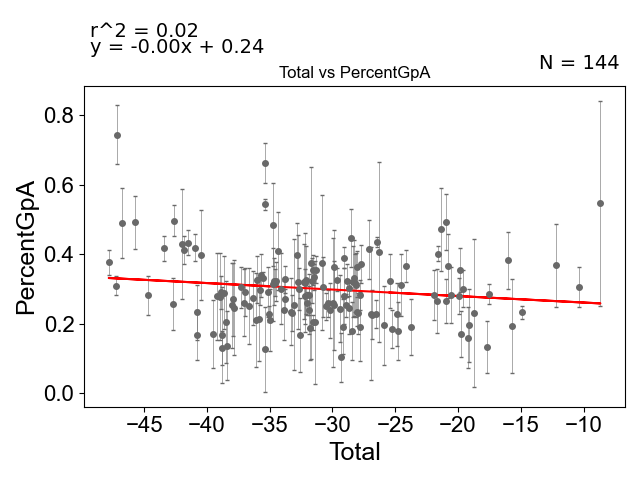 r^2 = 0.02
y = -0.00x + 0.24
N = 144
Total vs PercentGpA
PercentGpA
0.8
0.6
0.4
0.2
0.0
−45 −40 −35 −30 −25 −20 −15 −10
Total